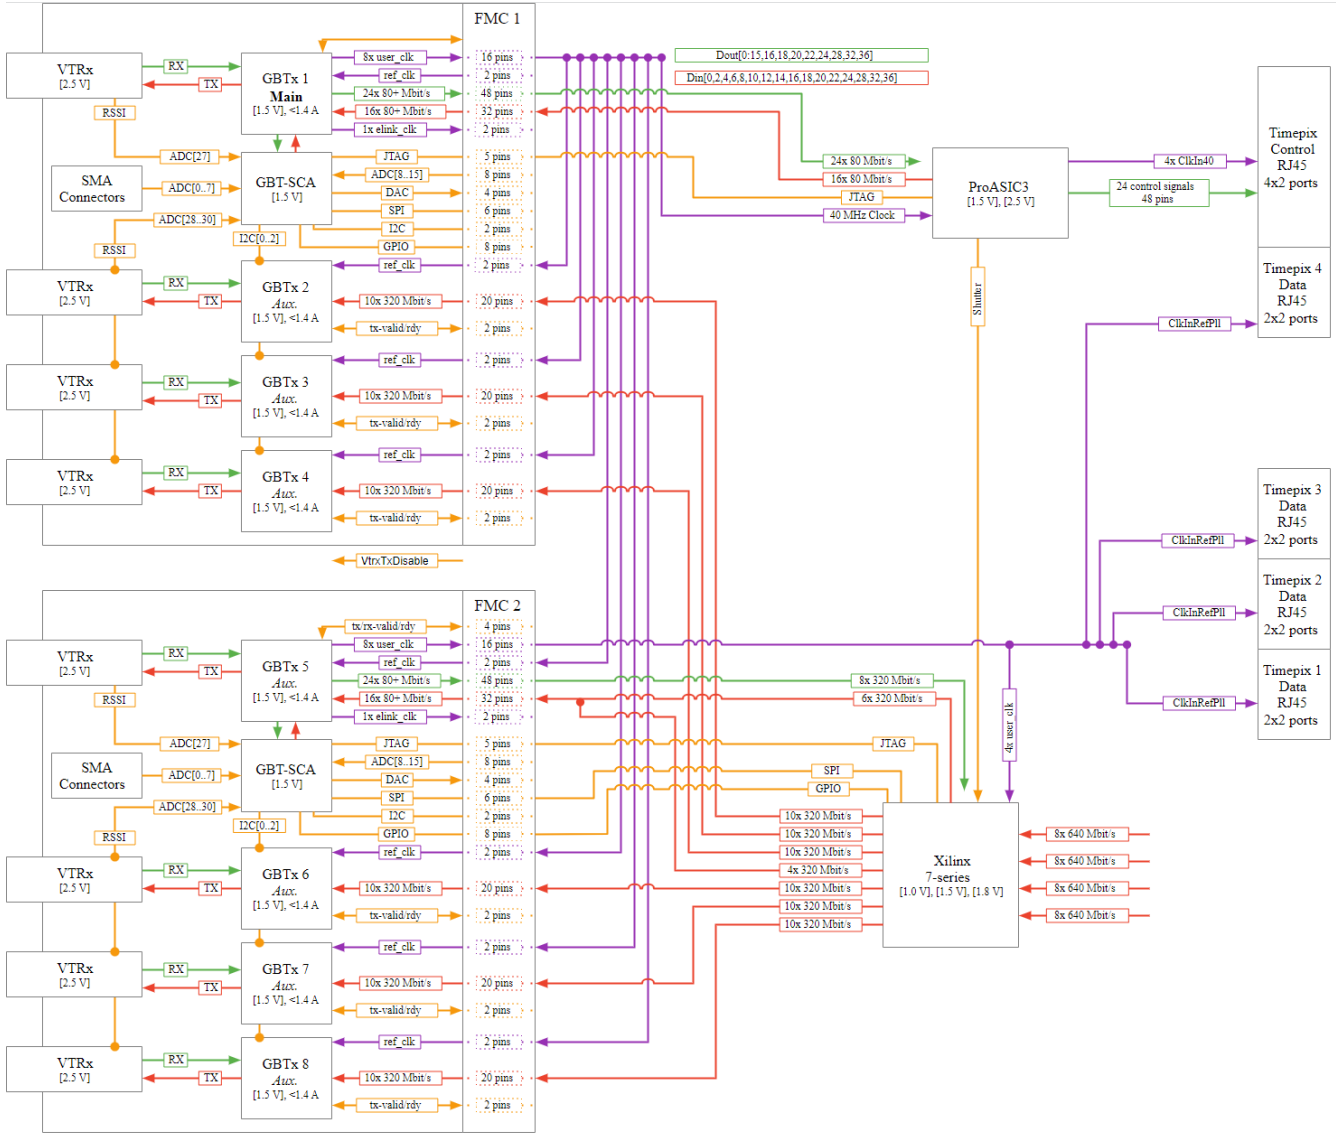 FMC 1
8x user_clk
16 pins
Dout[0:15,16,18,20,22,24,28,32,36]
VTRx
[2.5 V]
RX
TX
GBTx 1
Main
[1.5 V], <1.4 A
ref_clk
2 pins
Din[0,2,4,6,8,10,12,14,16,18,20,22,24,28,32,36]
24x 80+ Mbit/s
48 pins
RSSI
16x 80+ Mbit/s
32 pins
1x elink_clk
2 pins
Timepix
Control
RJ45
4x2 ports
ADC[27]
GBT-SCA
[1.5 V]
JTAG
5 pins
24x 80 Mbit/s
4x ClkIn40
SMA
Connectors
ADC[0..7]
ADC[8..15]
8 pins
16x 80 Mbit/s
ProASIC3
[1.5 V], [2.5 V]
24 control signals
48 pins
DAC
4 pins
JTAG
ADC[28..30]
SPI
6 pins
40 MHz Clock
I2C
2 pins
I2C[0..2]
GPIO
8 pins
RSSI
ref_clk
2 pins
Timepix 4
Data
RJ45
2x2 ports
VTRx
[2.5 V]
RX
TX
GBTx 2
Aux.
[1.5 V], <1.4 A
10x 320 Mbit/s
20 pins
Shutter
tx-valid/rdy
2 pins
ClkInRefPll
ref_clk
2 pins
VTRx
[2.5 V]
RX
TX
GBTx 3
Aux.
[1.5 V], <1.4 A
10x 320 Mbit/s
20 pins
tx-valid/rdy
2 pins
ref_clk
2 pins
VTRx
[2.5 V]
RX
TX
GBTx 4
Aux.
[1.5 V], <1.4 A
10x 320 Mbit/s
20 pins
tx-valid/rdy
2 pins
Timepix 3
Data
RJ45
2x2 ports
ClkInRefPll
VtrxTxDisable
Timepix 2
Data
RJ45
2x2 ports
ClkInRefPll
FMC 2
tx/rx-valid/rdy
4 pins
8x user_clk
16 pins
VTRx
[2.5 V]
RX
TX
GBTx 5
Aux.
[1.5 V], <1.4 A
ref_clk
2 pins
24x 80+ Mbit/s
48 pins
8x 320 Mbit/s
RSSI
16x 80+ Mbit/s
32 pins
6x 320 Mbit/s
1x elink_clk
2 pins
4x user_clk
Timepix 1
Data
RJ45
2x2 ports
ClkInRefPll
ADC[27]
GBT-SCA
[1.5 V]
JTAG
5 pins
JTAG
SMA
Connectors
ADC[0..7]
ADC[8..15]
8 pins
SPI
DAC
4 pins
GPIO
ADC[28..30]
SPI
6 pins
I2C
2 pins
10x 320 Mbit/s
I2C[0..2]
GPIO
8 pins
10x 320 Mbit/s
8x 640 Mbit/s
RSSI
ref_clk
2 pins
10x 320 Mbit/s
4x 320 Mbit/s
Xilinx
7-series
[1.0 V], [1.5 V], [1.8 V]
8x 640 Mbit/s
VTRx
[2.5 V]
RX
TX
GBTx 6
Aux.
[1.5 V], <1.4 A
10x 320 Mbit/s
20 pins
10x 320 Mbit/s
8x 640 Mbit/s
tx-valid/rdy
2 pins
10x 320 Mbit/s
8x 640 Mbit/s
10x 320 Mbit/s
ref_clk
2 pins
VTRx
[2.5 V]
RX
TX
GBTx 7
Aux.
[1.5 V], <1.4 A
10x 320 Mbit/s
20 pins
tx-valid/rdy
2 pins
ref_clk
2 pins
VTRx
[2.5 V]
RX
TX
GBTx 8
Aux.
[1.5 V], <1.4 A
10x 320 Mbit/s
20 pins
tx-valid/rdy
2 pins